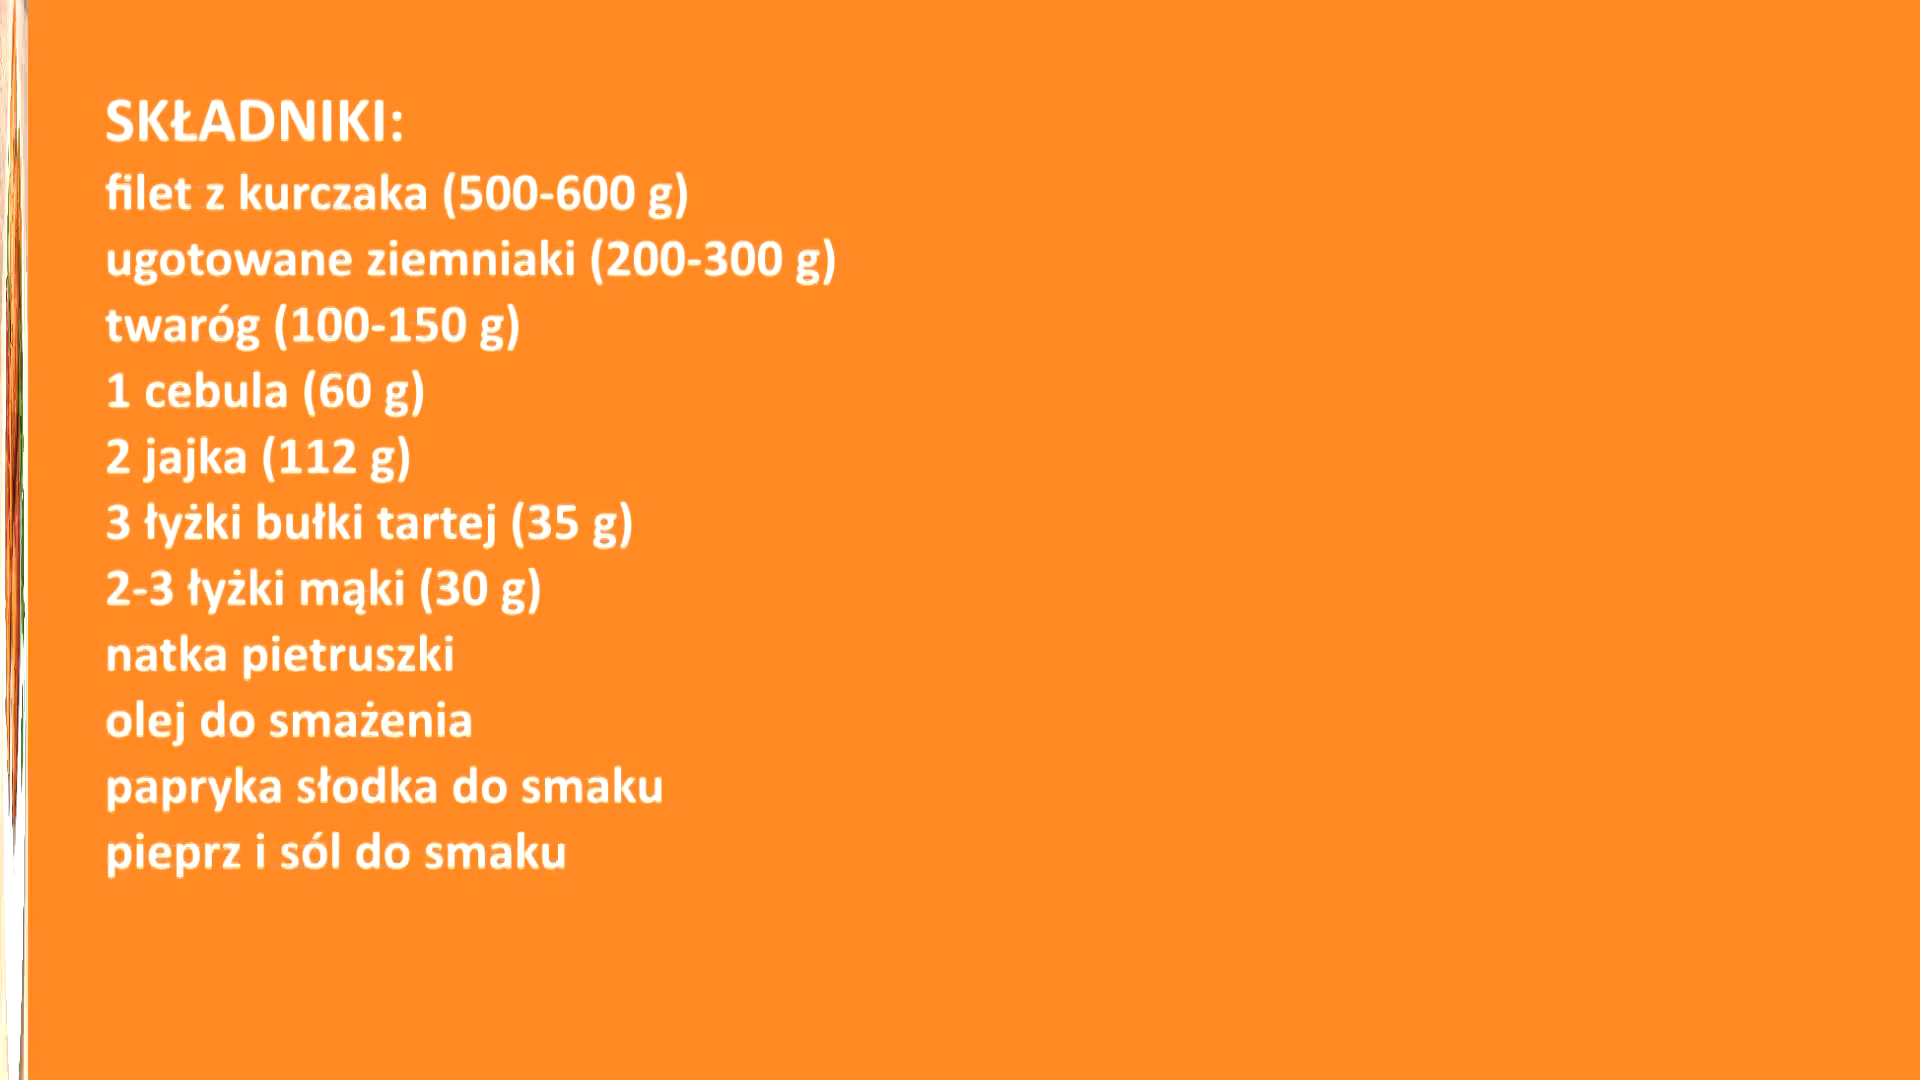 SKŁADNIKI:
filet z kurczaka (500-600 g)
ugotowane ziemniaki (200-300 g)
twaróg (100-150 g)
1 cebula (60 g)
2 jajka (112 g)
3 łyżki bułki tartej (35 g)
2-3 łyżki mąki (30 g)
natka pietruszki
olej do smażenia
papryka słodka do smaku
pieprz i sól do smaku